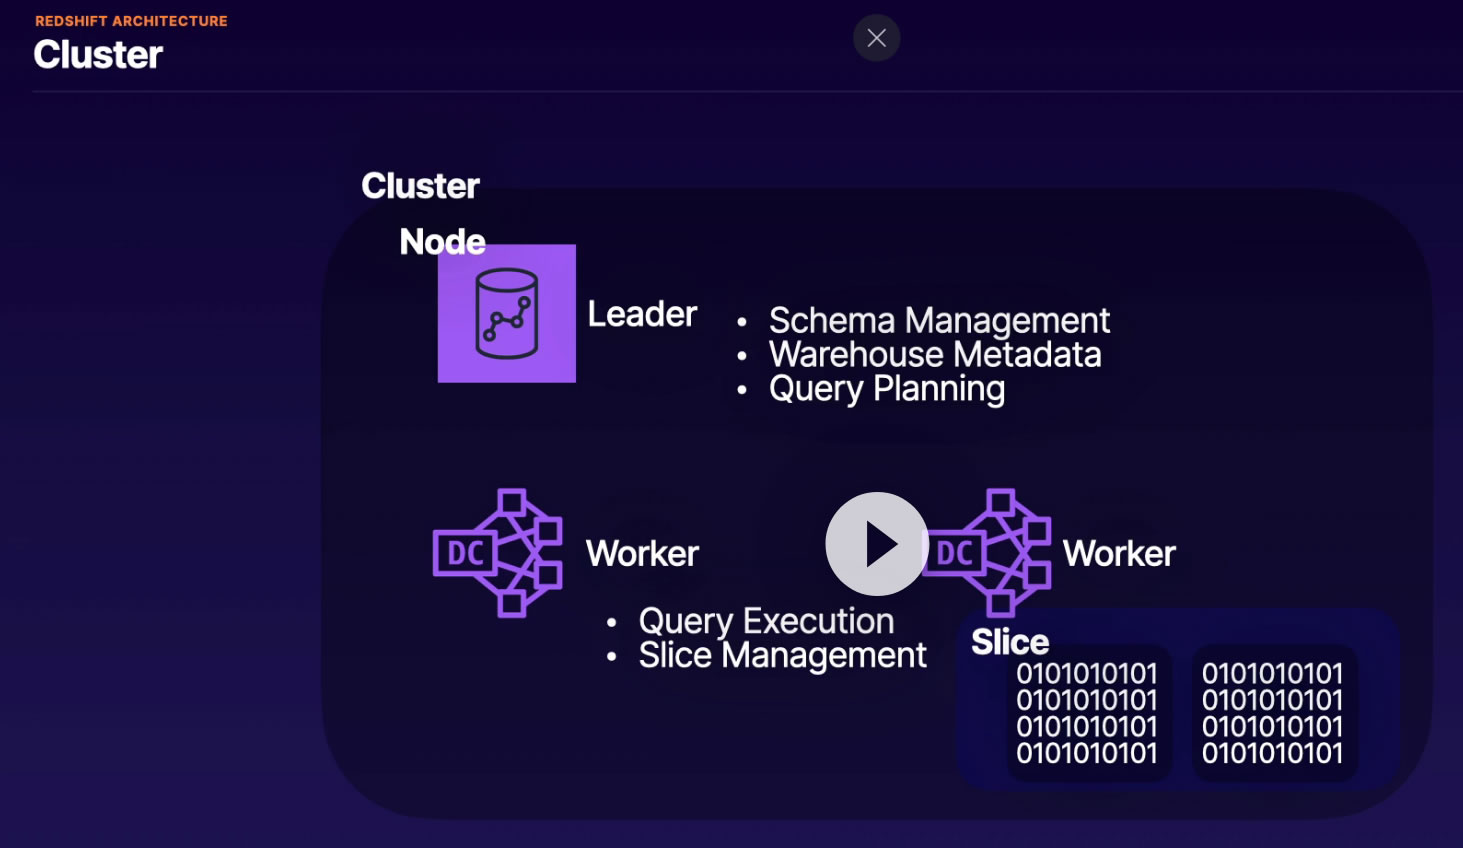 REDSHIFT ARCHITECTURE
Cluster
Cluster
Node
Leader
• Schema Management
• Warehouse Metadata
• Query Planning
DC
Worker
DC
Worker
• Query Execution
• Slice Management
Slice
0101010101 0101010101
0101010101 0101010101
0101010101 0101010101
0101010101 0101010101